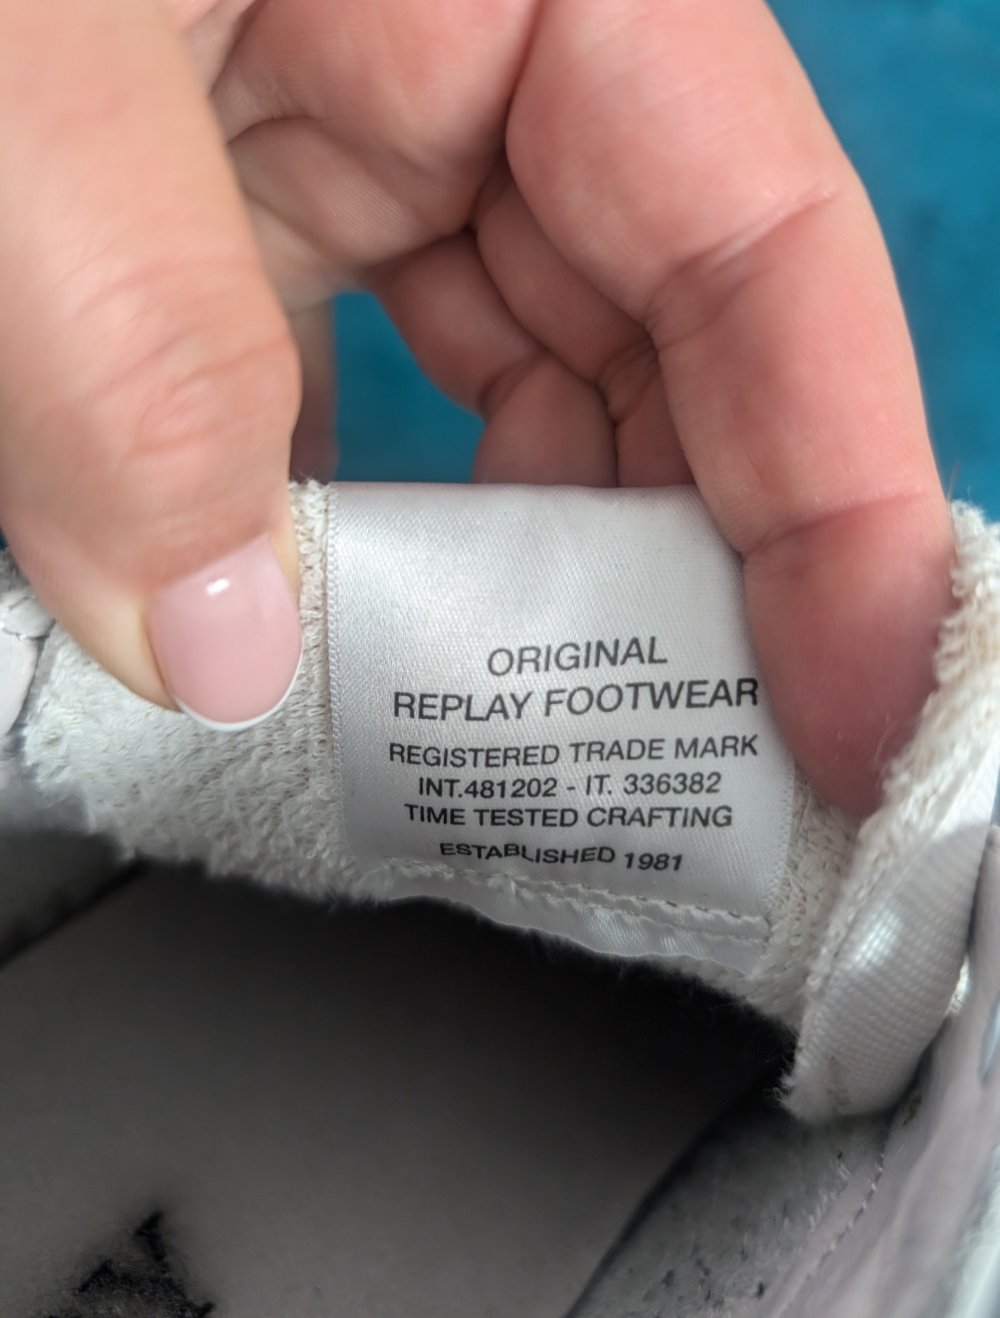 ORIGINAL
REPLAY FOOTWEAR
REGISTERED TRADE MARK
INT.481202 - IT. 336382
TIME TESTED CRAFTING
ESTABLISHED 1981